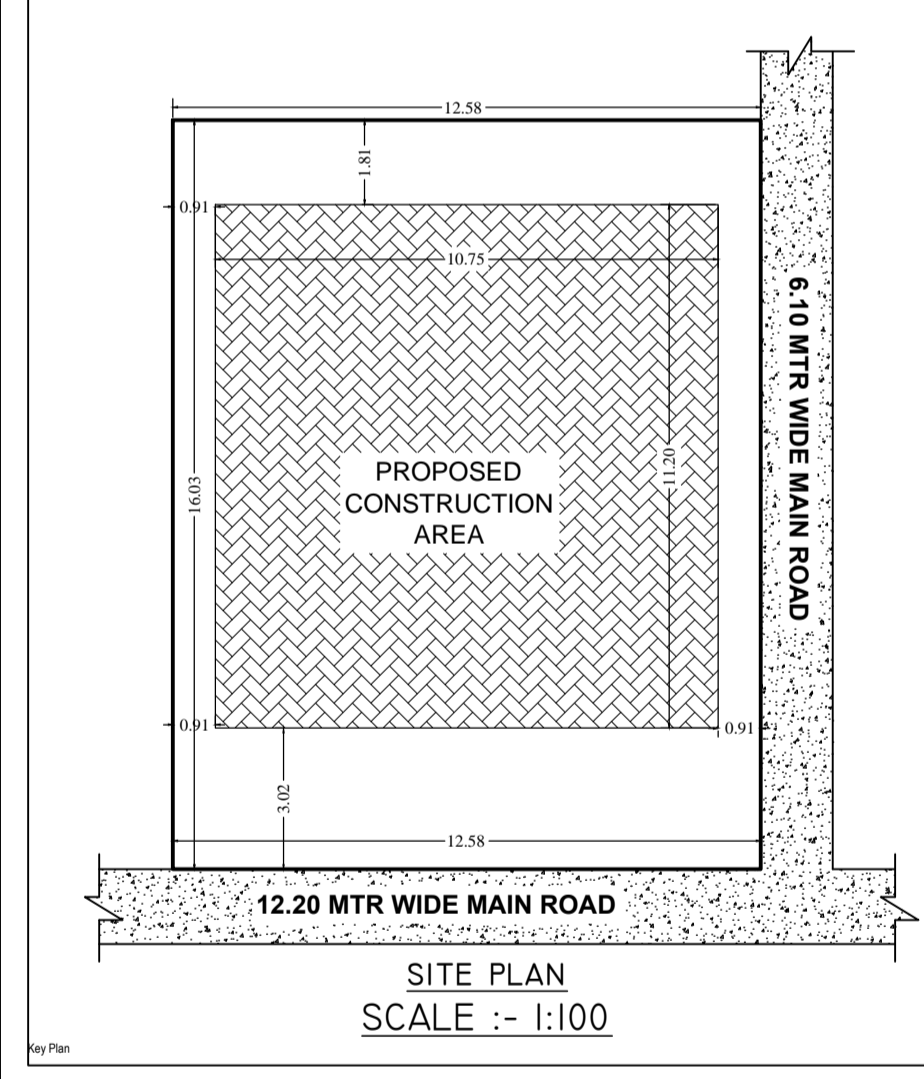 12.58
1.81
0.91
10.75
6.10 MTR WIDE MAIN ROAD
PROPOSED
CONSTRUCTION
AREA
11.20
16.03
0.91
0.91
3.02
12.58
12.20 MTR WIDE MAIN ROAD
SITE PLAN
SCALE :- 1:100
Key Plan